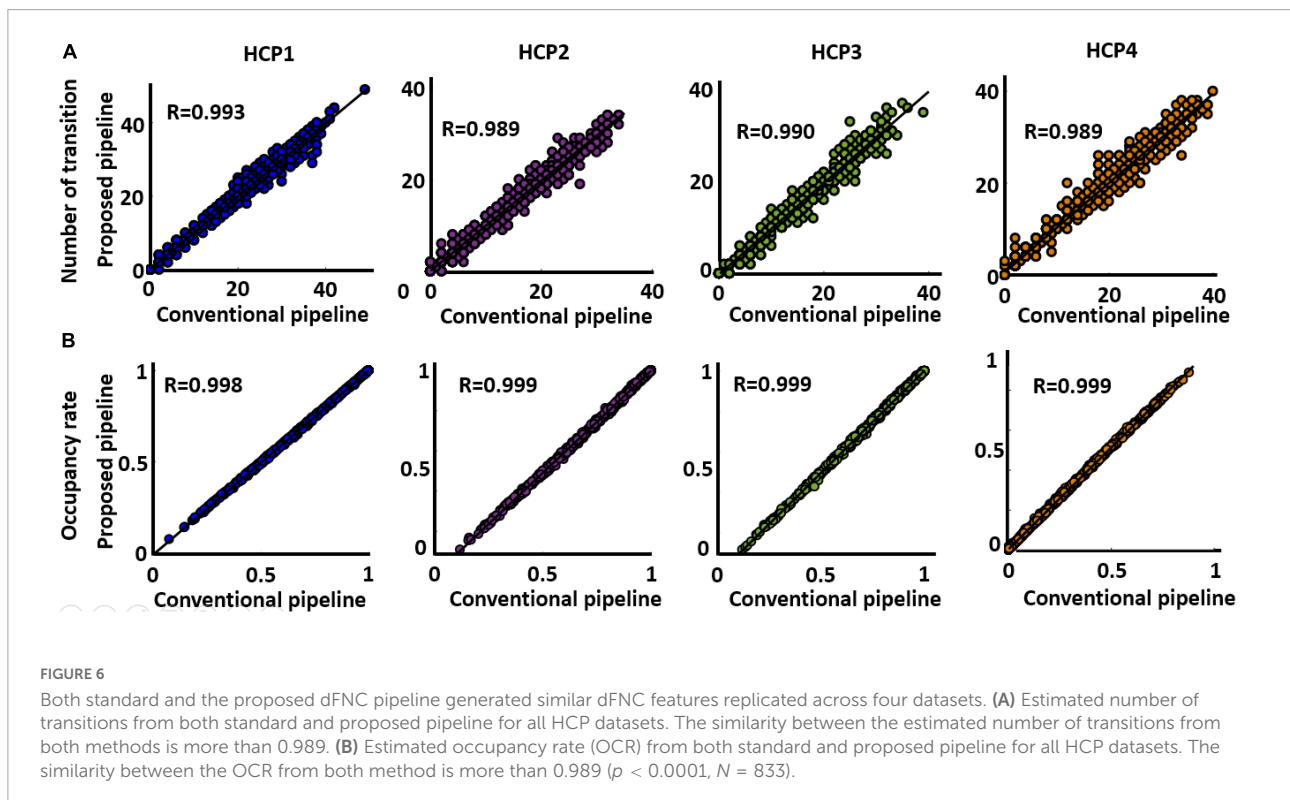 A
HCP1 HCP2 HCP3 HCP4
Number of transition
Proposed pipeline
R=0.993 R=0.989 R=0.990 R=0.989
40 20 0
40 20 0
40 20 0
40 20 0
0 20 40
0 20 40
0 20 40
0 20 40
Conventional pipeline Conventional pipeline Conventional pipeline Conventional pipeline
B
Occupancy rate
Proposed pipeline
R=0.998 R=0.999 R=0.999 R=0.999
1 0.5 0
1 0.5 0
1 0.5 0
1 0.5 0
0 0.5 1
0 0.5 1
0 0.5 1
0 0.5 1
Conventional pipeline Conventional pipeline Conventional pipeline Conventional pipeline
FIGURE 6
Both standard and the proposed dFNC pipeline generated similar dFNC features replicated across four datasets. (A) Estimated number of
transitions from both standard and proposed pipeline for all HCP datasets. The similarity between the estimated number of transitions from
both methods is more than 0.989. (B) Estimated occupancy rate (OCR) from both standard and proposed pipeline for all HCP datasets. The
similarity between the OCR from both method is more than 0.989 (p < 0.0001, N = 833).